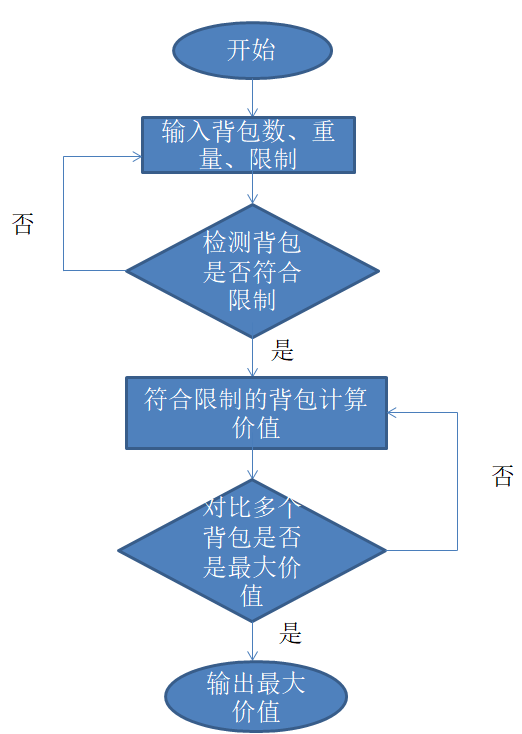 开始
输入背包数、重
量、限制
否
检测背包
是否符合
限制
是
符合限制的背包计算
价值
否
对比多个
背包是否
是最大价
值
是
输出最大
价值